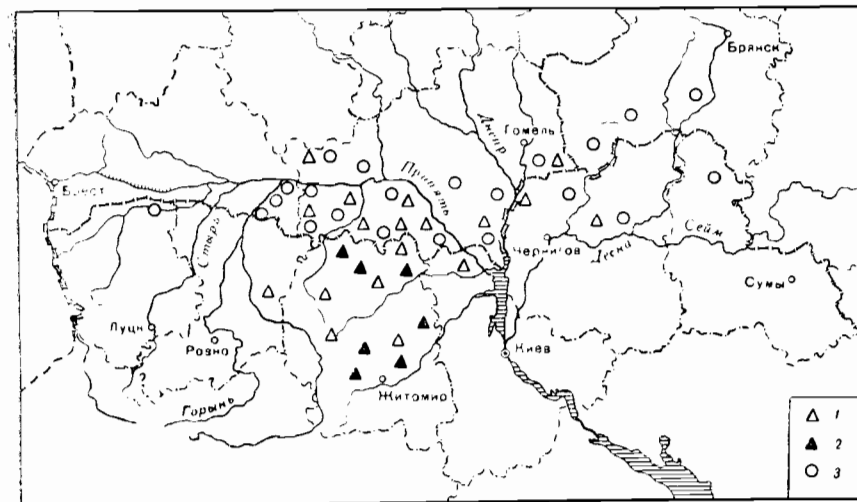 Брянск
Гомель
Днепр
Припять
Брест
Стырь
Чернигов
Десна
Сейм
Сумы
Луцк
Ровно
Киев
Горынь
Житомир
1
2
3